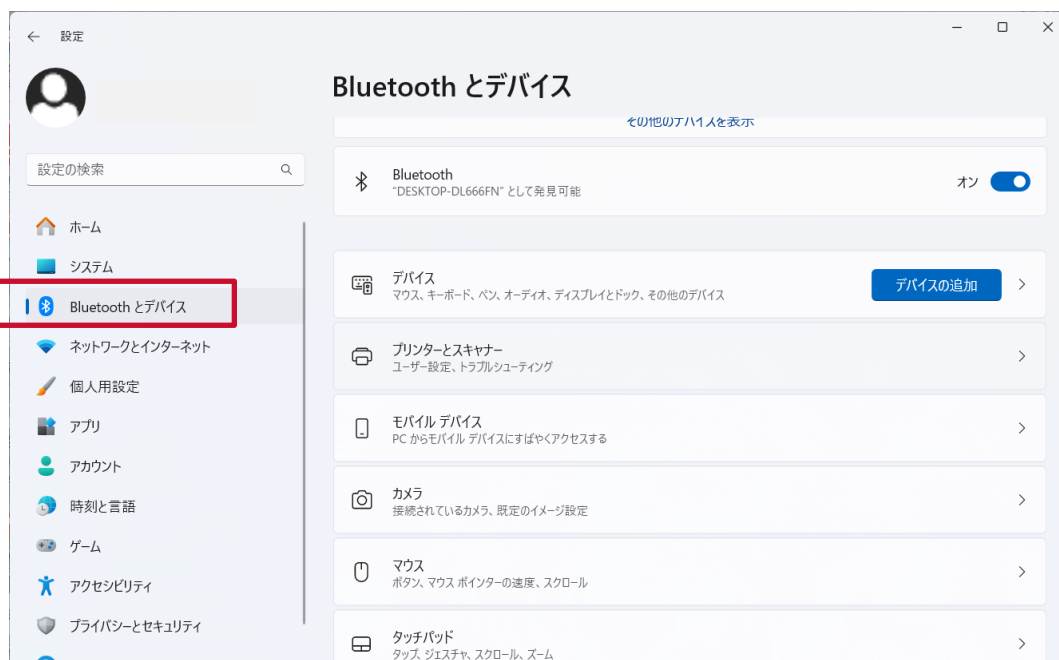 設定
設定の検索
ホーム
システム
Bluetooth とデバイス
ネットワークとインターネット
個人用設定
アプリ
アカウント
時刻と言語
ゲーム
アクセシビリティ
プライバシーとセキュリティ
Bluetooth とデバイス
その他のデバイスを表示
Bluetooth
"DESKTOP-DL666FN" として発見可能
オン
デバイス
マウス、キーボード、ペン、オーディオ、ディスプレイとドック、その他のデバイス
デバイスの追加
プリンターとスキャナー
ユーザー設定、トラブルシューティング
モバイル デバイス
PC からモバイル デバイスにすばやくアクセスする
カメラ
接続されているカメラ、既定のイメージ設定
マウス
ボタン、マウス ポインターの速度、スクロール
タッチパッド
タップ、ジェスチャ、スクロール、ズーム